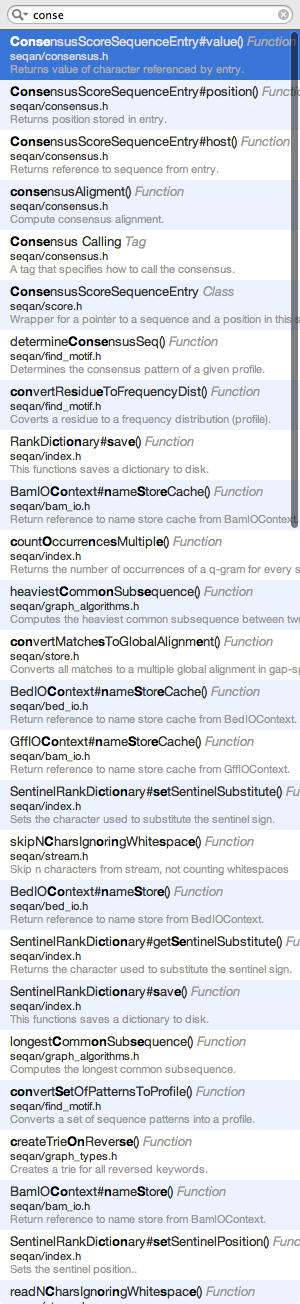 conse
ConsensusScoreSequenceEntry#value() Function
seqan/consensus.h
Returns value of character referenced by entry.
ConsensusScoreSequenceEntry#position() Function
seqan/consensus.h
Returns position stored in entry.
ConsensusScoreSequenceEntry#host() Function
seqan/consensus.h
Returns reference to sequence from entry.
consensusAligment() Function
seqan/consensus.h
Compute consensus alignment.
Consensus Calling Tag
seqan/consensus.h
A tag that specifies how to call the consensus.
ConsensusScoreSequenceEntry Class
seqan/score.h
Wrapper for a pointer to a sequence and a position in this s
determineConsensusSeq() Function
seqan/find_motif.h
Determines the consensus pattern of a given profile.
convertResidueToFrequencyDist() Function
seqan/find_motif.h
Coverts a residue to a frequency distribution (profile).
RankDictionary#save() Function
seqan/index.h
This functions saves a dictionary to disk.
BamIOContext#nameStoreCache() Function
seqan/bam_io.h
Return reference to name store cache from BamIOContext.
countOccurrencesMultiple() Function
seqan/index.h
Returns the number of occurrences of a q-gram for every s
heaviestCommonSubsequence() Function
seqan/graph_algorithms.h
Computes the heaviest common subsequence between two
convertMatchesToGlobalAlignment() Function
seqan/store.h
Converts all matches to a multiple global alignment in gap-sp
BedIOContext#nameStoreCache() Function
seqan/bed_io.h
Return reference to name store cache from BedIOContext.
GffIOContext#nameStoreCache() Function
seqan/bam_io.h
Return reference to name store cache from GffIOContext.
SentinelRankDictionary#setSentinelSubstitute() Fu
seqan/index.h
Sets the character used to substitute the sentinel sign.
skipNCharsIgnoringWhitespace() Function
seqan/stream.h
Skip n characters from stream, not counting whitespaces
BedIOContext#nameStore() Function
seqan/bed_io.h
Return reference to name store from BedIOContext.
SentinelRankDictionary#getSentinelSubstitute() Fu
seqan/index.h
Returns the character used to substitute the sentinel sign.
SentinelRankDictionary#save() Function
seqan/index.h
This functions saves a dictionary to disk.
longestCommonSubsequence() Function
seqan/graph_algorithms.h
Computes the longest common subsequence.
convertSetOfPatternsToProfile() Function
seqan/find_motif.h
Converts a set of sequence patterns into a profile.
createTrieOnReverse() Function
seqan/graph_types.h
Creates a trie for all reversed keywords.
BamIOContext#nameStore() Function
seqan/bam_io.h
Return reference to name store from BamIOContext.
SentinelRankDictionary#setSentinelPosition() Func
seqan/index.h
Sets the sentinel position..
readNCharsIgnoringWhitespace() Function